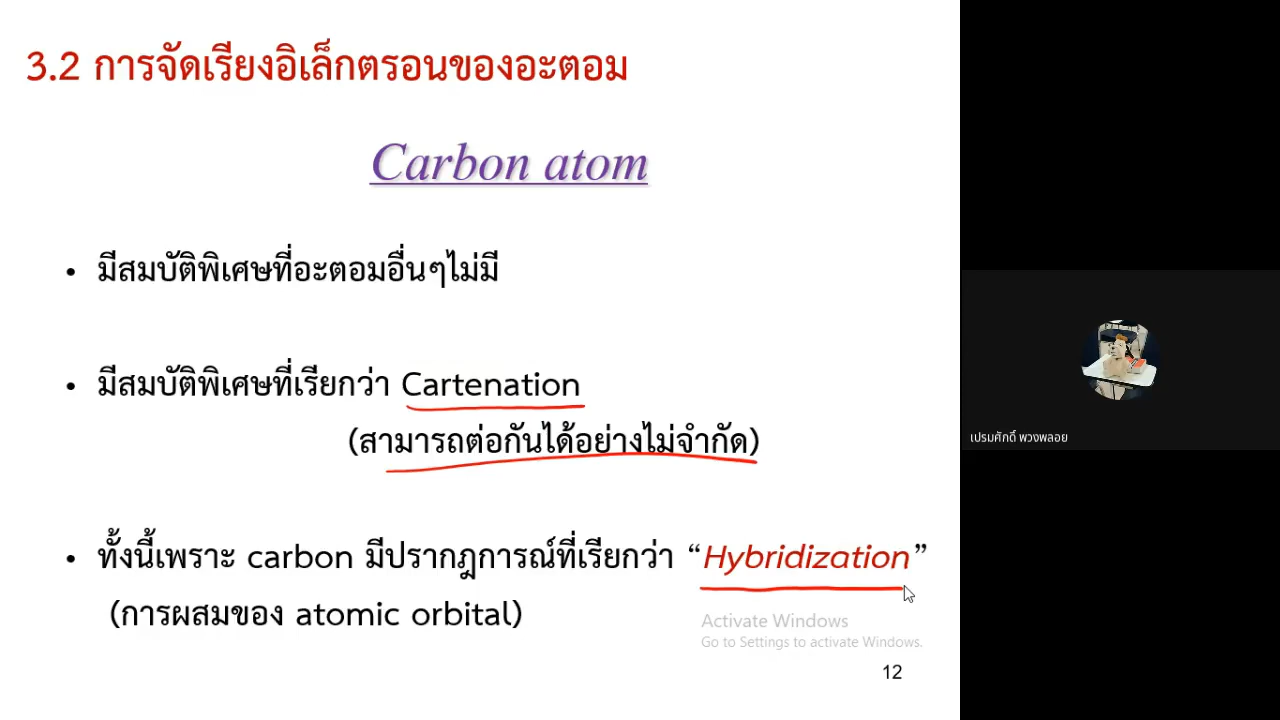 3.2 การจัดเรียงอิเล็กตรอนของอะตอม
Carbon atom
• มีสมบัติพิเศษที่อะตอมอื่นๆไม่มี
• มีสมบัติพิเศษที่เรียกว่า Cartenation
(สามารถต่อกันได้อย่างไม่จำกัด)
• ทั้งนี้เพราะ carbon มีปรากฏการณ์ที่เรียกว่า “Hybridization”
(การผสมของ atomic orbital)
Activate Windows
Go to Settings to activate Windows.
12
เปรมศักดิ์ พวงพลอย